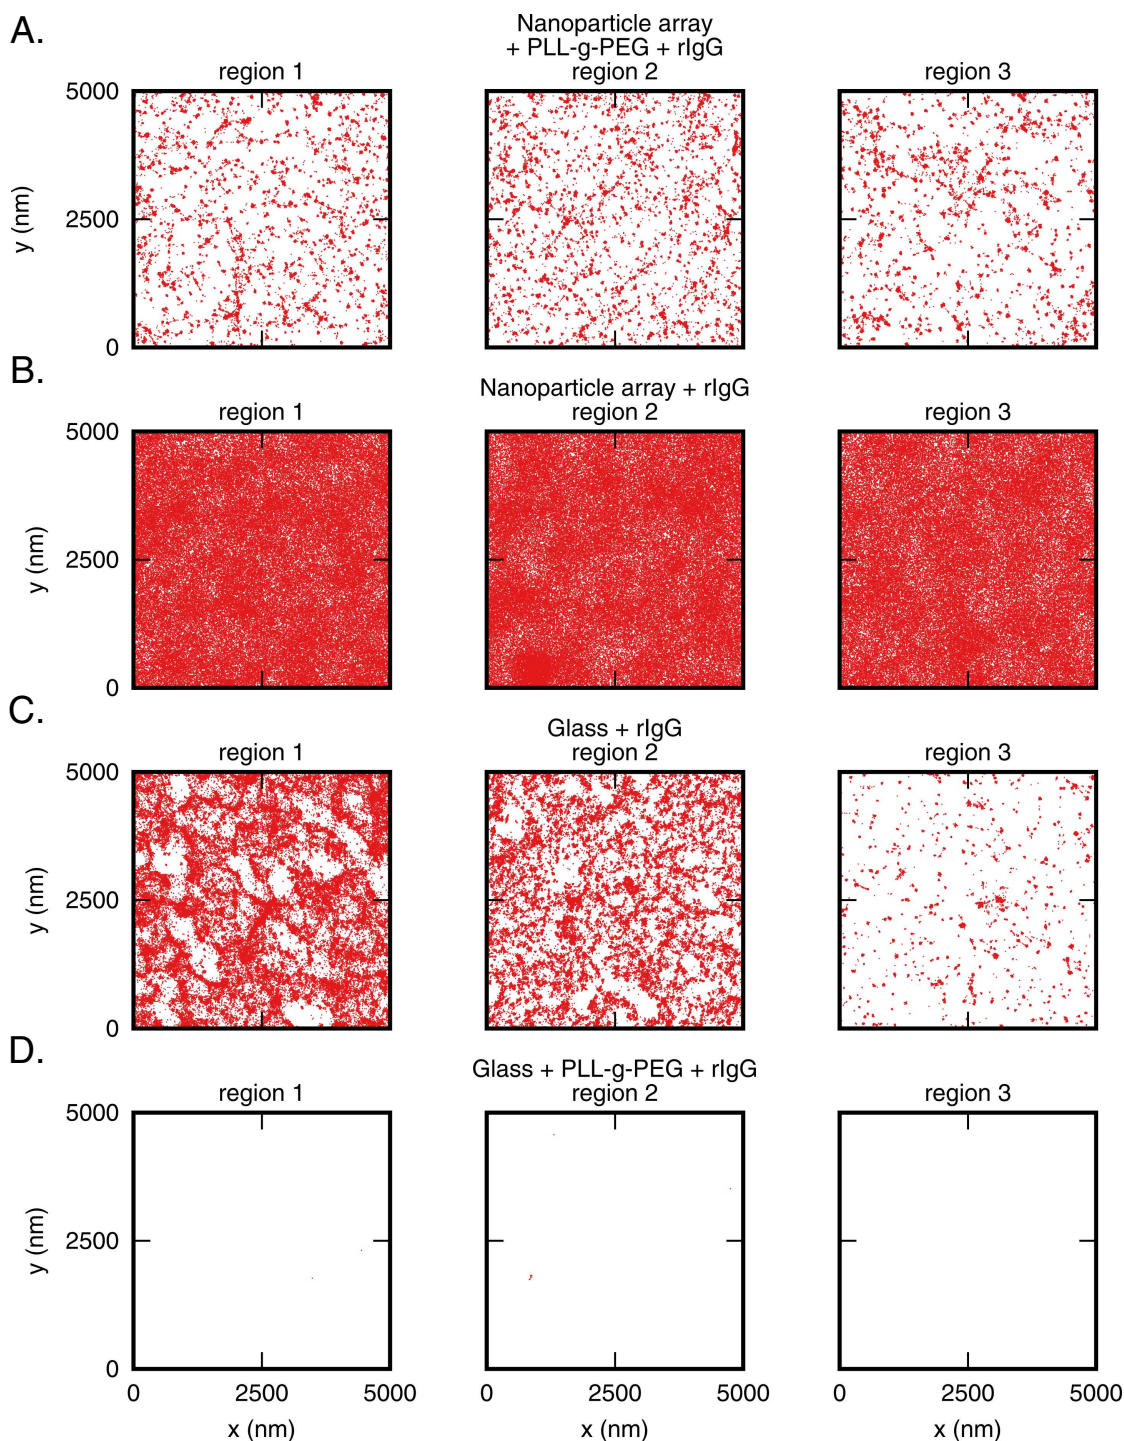 A.
Nanoparticle array
+ PLL-g-PEG + rIgG
region 1
region 2
region 3
5000
y (nm)
2500
0
B.
Nanoparticle array + rIgG
region 1
region 2
region 3
5000
y (nm)
2500
0
C.
Glass + rIgG
region 1
region 2
region 3
5000
y (nm)
2500
0
D.
Glass + PLL-g-PEG + rIgG
region 1
region 2
region 3
5000
y (nm)
2500
0
0 2500 5000 0 2500 5000 0 2500 5000
x (nm) x (nm) x (nm)